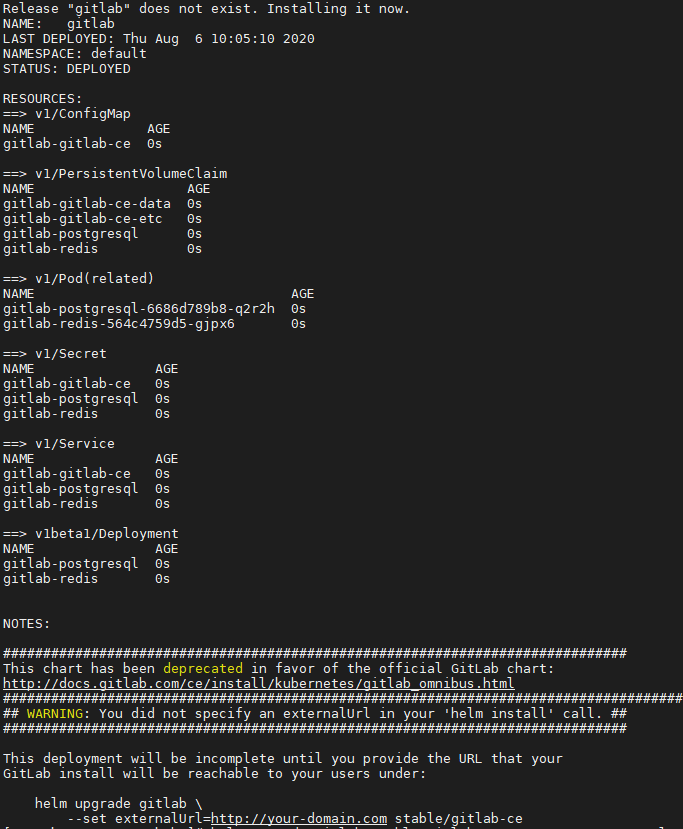 Release "gitlab" does not exist. Installing it now.
NAME:   gitlab
LAST DEPLOYED: Thu Aug  6 10:05:10 2020
NAMESPACE: default
STATUS: DEPLOYED

RESOURCES:
==> v1/ConfigMap
NAME              AGE
gitlab-gitlab-ce  0s

==> v1/PersistentVolumeClaim
NAME                   AGE
gitlab-gitlab-ce-data  0s
gitlab-gitlab-ce-etc   0s
gitlab-postgresql      0s
gitlab-redis           0s

==> v1/Pod(related)
NAME                                AGE
gitlab-postgresql-6686d789b8-q2r2h  0s
gitlab-redis-564c4759d5-gjpx6       0s

==> v1/Secret
NAME               AGE
gitlab-gitlab-ce   0s
gitlab-postgresql  0s
gitlab-redis       0s

==> v1/Service
NAME               AGE
gitlab-gitlab-ce   0s
gitlab-postgresql  0s
gitlab-redis       0s

==> v1beta1/Deployment
NAME               AGE
gitlab-postgresql  0s
gitlab-redis       0s

NOTES:

##############################################################################
This chart has been deprecated in favor of the official GitLab chart:
http://docs.gitlab.com/ce/install/kubernetes/gitlab_omnibus.html
#####################################################################################
## WARNING: You did not specify an externalUrl in your 'helm install' call. ##
##############################################################################

This deployment will be incomplete until you provide the URL that your
GitLab install will be reachable to your users under:

    helm upgrade gitlab \
        --set externalUrl=http://your-domain.com stable/gitlab-ce